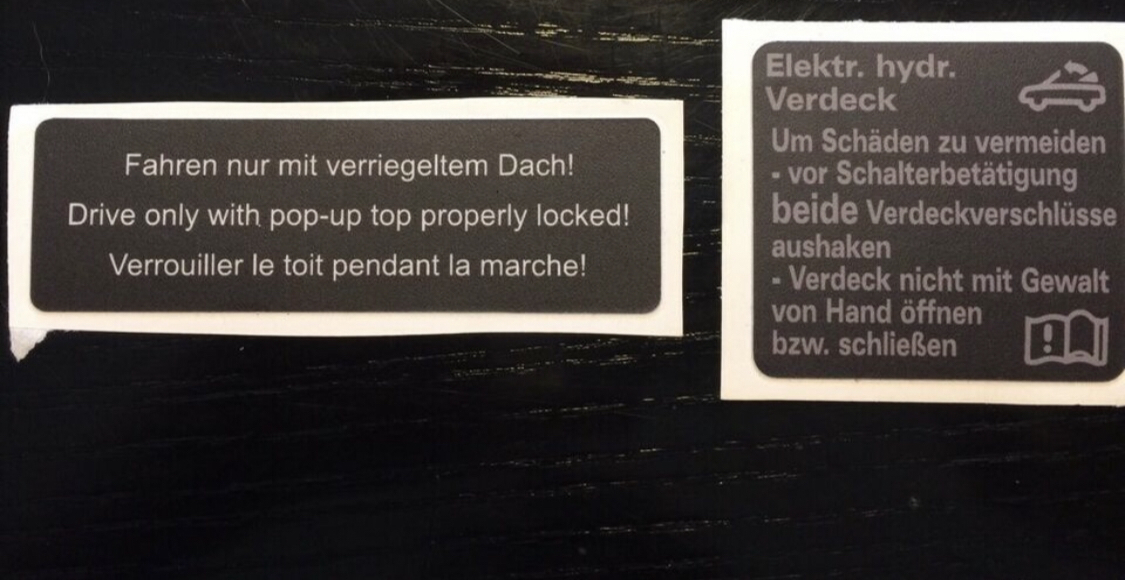 Fahren nur mit verriegeltem Dach!
Drive only with pop-up top properly locked!
Verrouiller le toit pendant la marche!
Elektr. hydr.
Verdeck
Um Schäden zu vermeiden
- vor Schalterbetätigung
beide Verdeckverschlüsse
aushaken
- Verdeck nicht mit Gewalt
von Hand öffnen
bzw. schließen